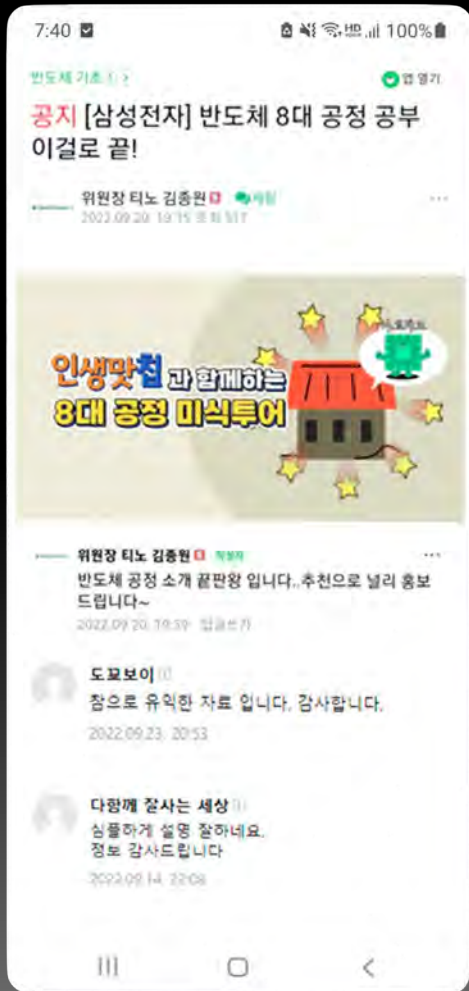 7:40
HD
100%
반도체 기초
앱 열기
공지 [삼성전자] 반도체 8대 공정 공부
이걸로 끝!
위원장 티노 김종원
채팅
2022.09.20. 19:15 조회 517
인생맛칩과 함께하는
8대 공정 미식투어
위원장 티노 김종원 작성자
반도체 공정 소개 끝판왕 입니다..추천으로 널리 홍보
드립니다~
2022.09.20. 19:39 답글쓰기
도꾜보이
참으로 유익한 자료 입니다. 감사합니다.
2022.09.23. 20:53
다함께 잘사는 세상
심플하게 설명 잘하네요.
정보 감사드립니다